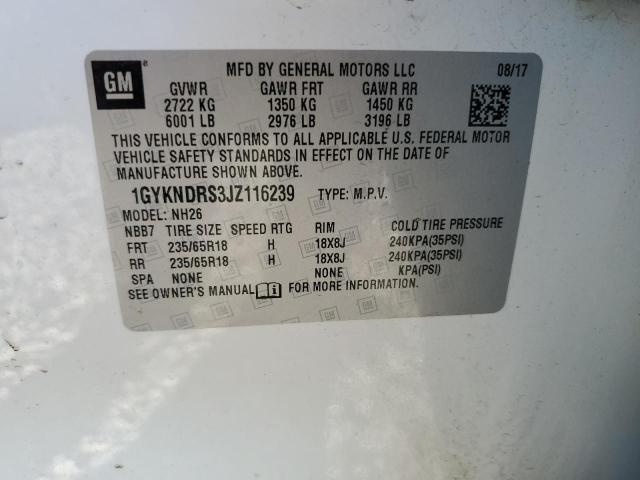 GM
MFD BY GENERAL MOTORS LLC 08/17
GVWR GAWR FRT GAWR RR
2722 KG 1350 KG 1450 KG
6001 LB 2976 LB 3196 LB
THIS VEHICLE CONFORMS TO ALL APPLICABLE U.S. FEDERAL MOTOR
VEHICLE SAFETY STANDARDS IN EFFECT ON THE DATE OF
MANUFACTURE SHOWN ABOVE.
1GYKNDRS3JZ116239 TYPE: M.P.V.
MODEL: NH26
NBB7 TIRE SIZE SPEED RTG RIM COLD TIRE PRESSURE
FRT 235/65R18 H 18X8J 240KPA(35PSI)
RR 235/65R18 H 18X8J 240KPA(35PSI)
SPA NONE NONE KPA(PSI)
SEE OWNER'S MANUAL FOR MORE INFORMATION.